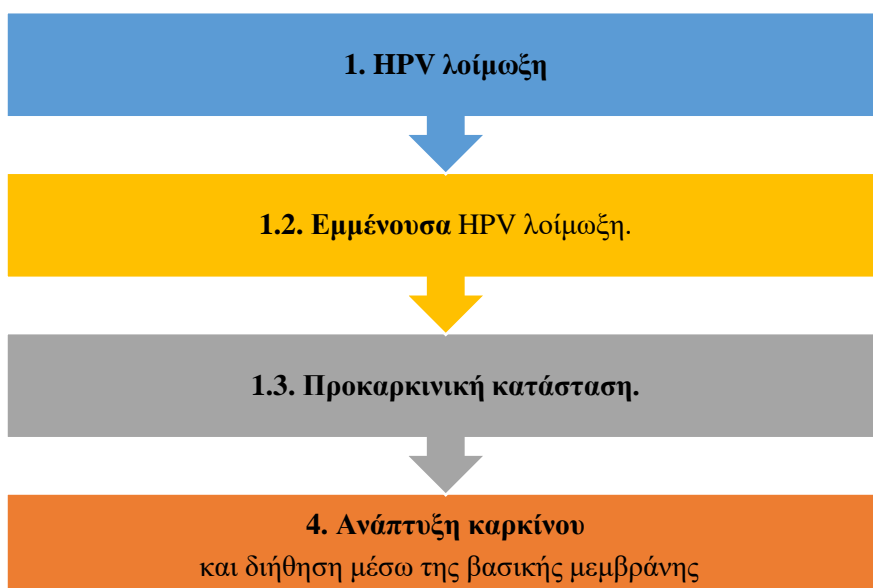 1. HPV λοίμωξη
1.2. Εμμένουσα HPV λοίμωξη.
1.3. Προκαρκινική κατάσταση.
4. Ανάπτυξη καρκίνου
και διήθηση μέσω της βασικής μεμβράνης